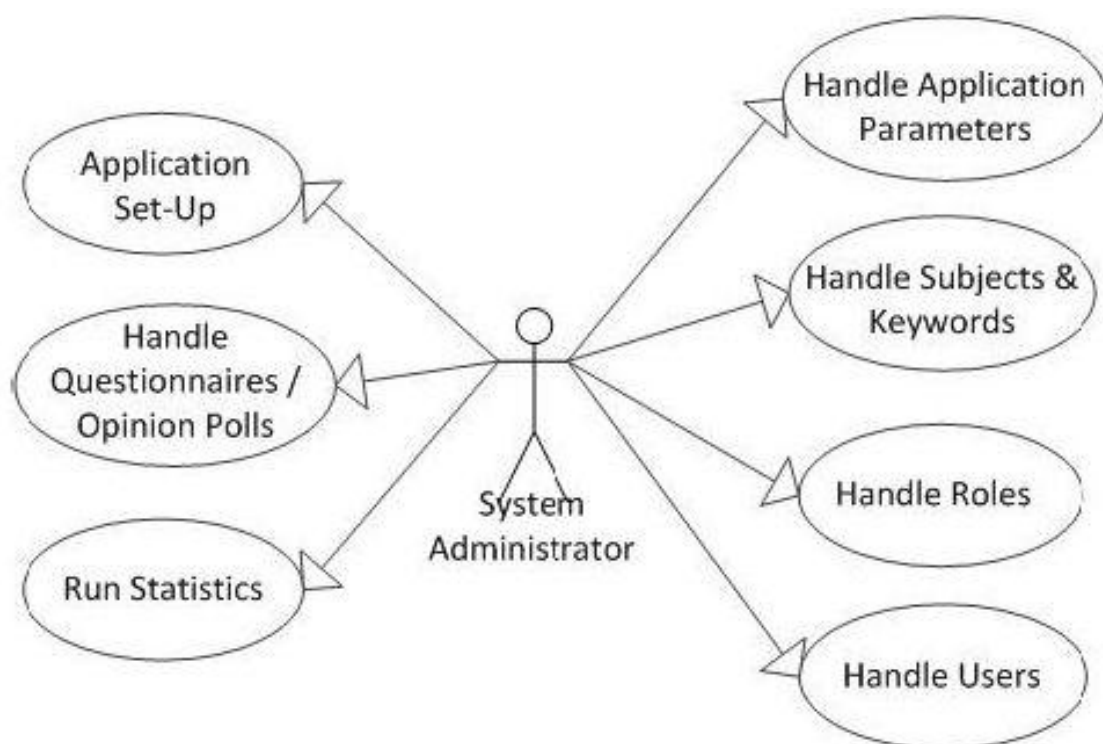 Application
Set-Up
Handle
Questionnaires /
Opinion Polls
Run Statistics
System
Administrator
Handle Application
Parameters
Handle Subjects &
Keywords
Handle Roles
Handle Users